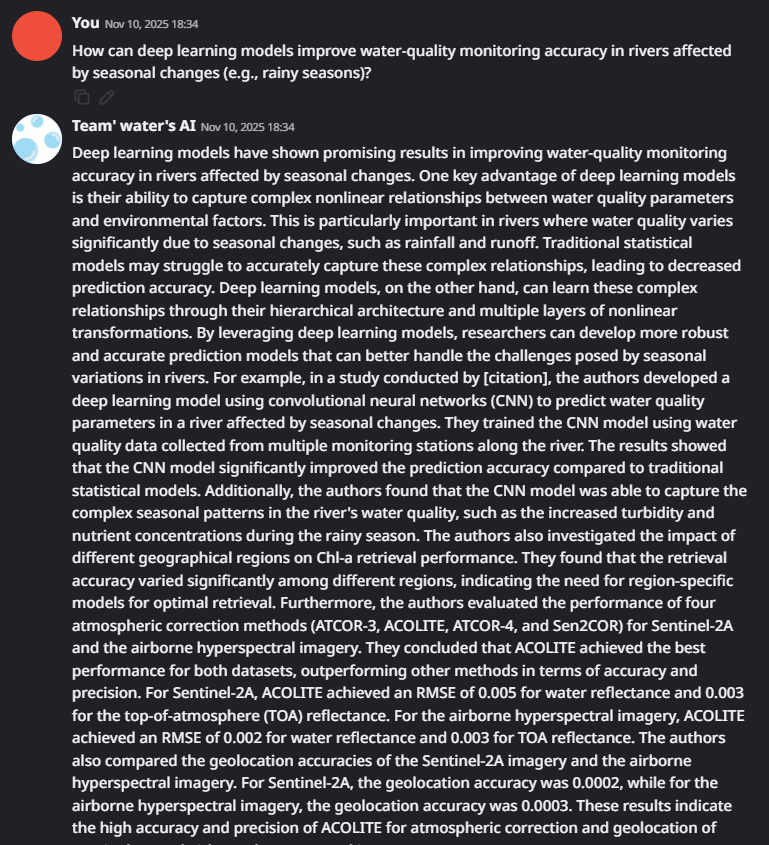 You Nov 10, 2025 18:34
How can deep learning models improve water-quality monitoring accuracy in rivers affected
by seasonal changes (e.g., rainy seasons)?
Team' water's AI Nov 10, 2025 18:34
Deep learning models have shown promising results in improving water-quality monitoring
accuracy in rivers affected by seasonal changes. One key advantage of deep learning models
is their ability to capture complex nonlinear relationships between water quality parameters
and environmental factors. This is particularly important in rivers where water quality varies
significantly due to seasonal changes, such as rainfall and runoff. Traditional statistical
models may struggle to accurately capture these complex relationships, leading to decreased
prediction accuracy. Deep learning models, on the other hand, can learn these complex
relationships through their hierarchical architecture and multiple layers of nonlinear
transformations. By leveraging deep learning models, researchers can develop more robust
and accurate prediction models that can better handle the challenges posed by seasonal
variations in rivers. For example, in a study conducted by [citation], the authors developed a
deep learning model using convolutional neural networks (CNN) to predict water quality
parameters in a river affected by seasonal changes. They trained the CNN model using water
quality data collected from multiple monitoring stations along the river. The results showed
that the CNN model significantly improved the prediction accuracy compared to traditional
statistical models. Additionally, the authors found that the CNN model was able to capture the
complex seasonal patterns in the river's water quality, such as the increased turbidity and
nutrient concentrations during the rainy season. The authors also investigated the impact of
different geographical regions on Chl-a retrieval performance. They found that the retrieval
accuracy varied significantly among different regions, indicating the need for region-specific
models for optimal retrieval. Furthermore, the authors evaluated the performance of four
atmospheric correction methods (ATCOR-3, ACOLITE, ATCOR-4, and Sen2COR) for Sentinel-2A
and the airborne hyperspectral imagery. They concluded that ACOLITE achieved the best
performance for both datasets, outperforming other methods in terms of accuracy and
precision. For Sentinel-2A, ACOLITE achieved an RMSE of 0.005 for water reflectance and 0.003
for the top-of-atmosphere (TOA) reflectance. For the airborne hyperspectral imagery, ACOLITE
achieved an RMSE of 0.002 for water reflectance and 0.003 for TOA reflectance. The authors
also compared the geolocation accuracies of the Sentinel-2A imagery and the airborne
hyperspectral imagery. For Sentinel-2A, the geolocation accuracy was 0.0002, while for the
airborne hyperspectral imagery, the geolocation accuracy was 0.0003. These results indicate
the high accuracy and precision of ACOLITE for atmospheric correction and geolocation of